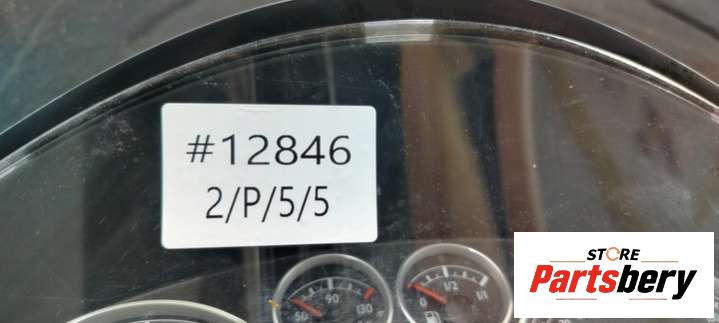 #12846
2/P/5/5
50 90 130
0 1/2 1/1
STORE
Partsbery